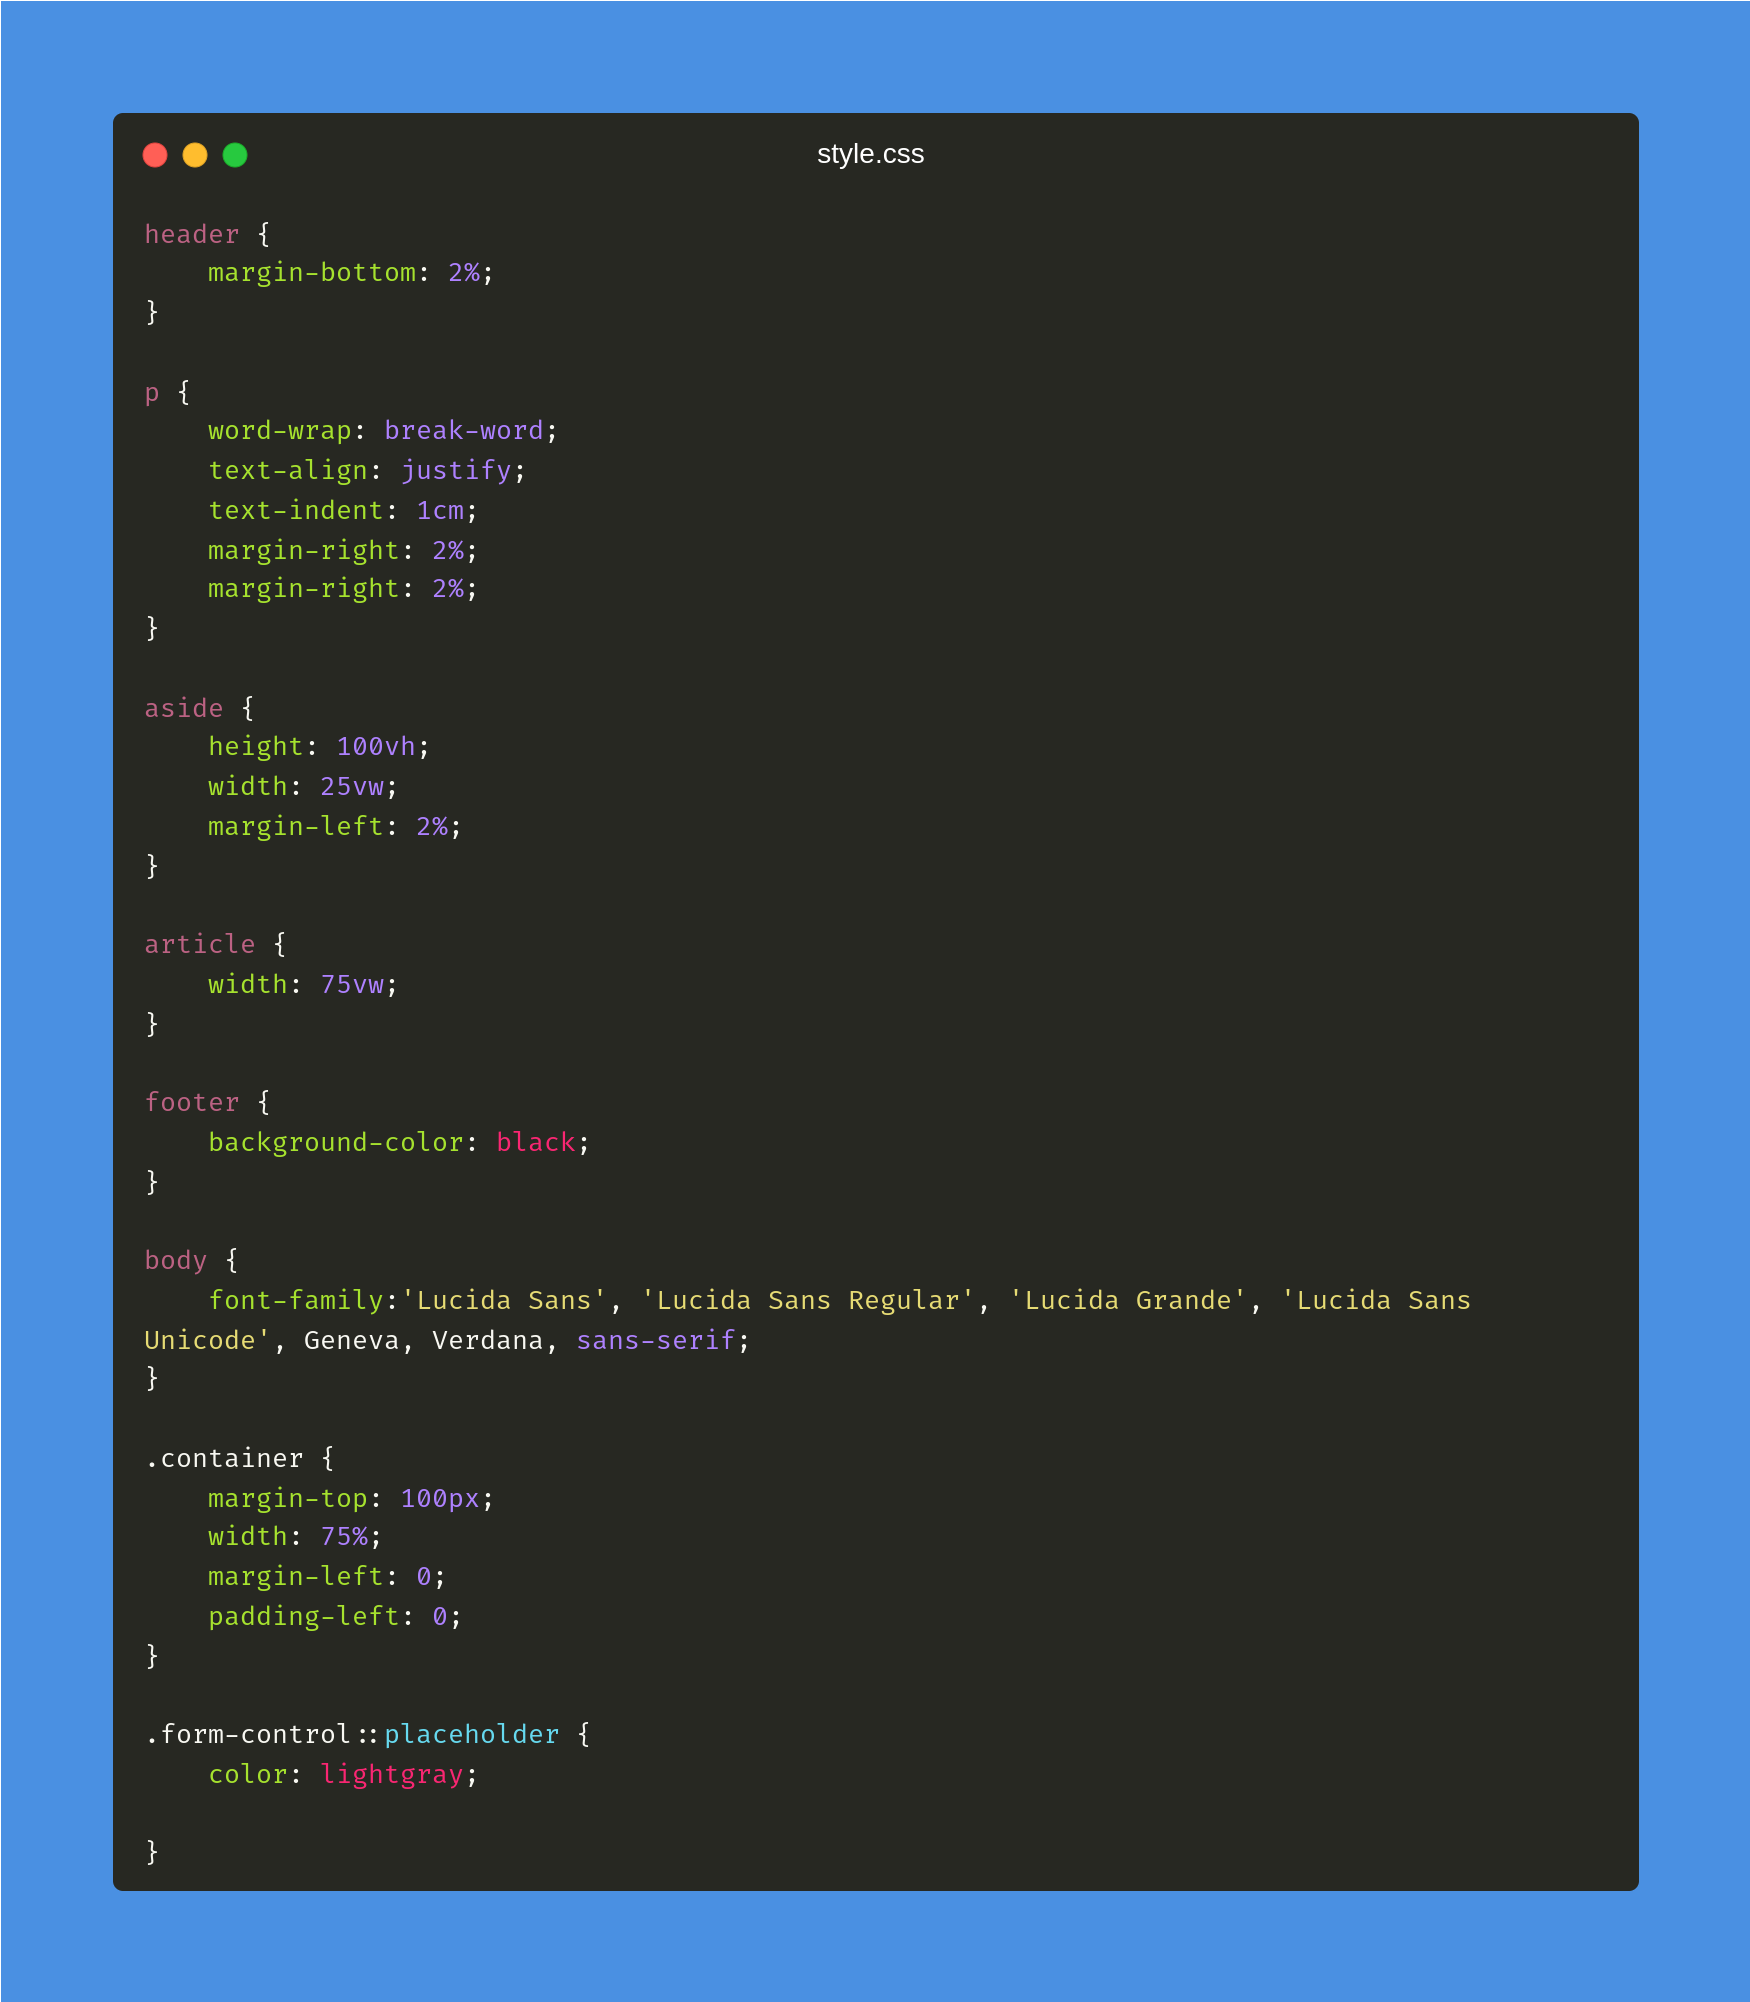 style.css
header {
    margin-bottom: 2%;
}
p {
    word-wrap: break-word;
    text-align: justify;
    text-indent: 1cm;
    margin-right: 2%;
    margin-right: 2%;
}
aside {
    height: 100vh;
    width: 25vw;
    margin-left: 2%;
}
article {
    width: 75vw;
}
footer {
    background-color: black;
}
body {
    font-family:'Lucida Sans', 'Lucida Sans Regular', 'Lucida Grande', 'Lucida Sans
Unicode', Geneva, Verdana, sans-serif;
}
.container {
    margin-top: 100px;
    width: 75%;
    margin-left: 0;
    padding-left: 0;
}
.form-control::placeholder {
    color: lightgray;
}